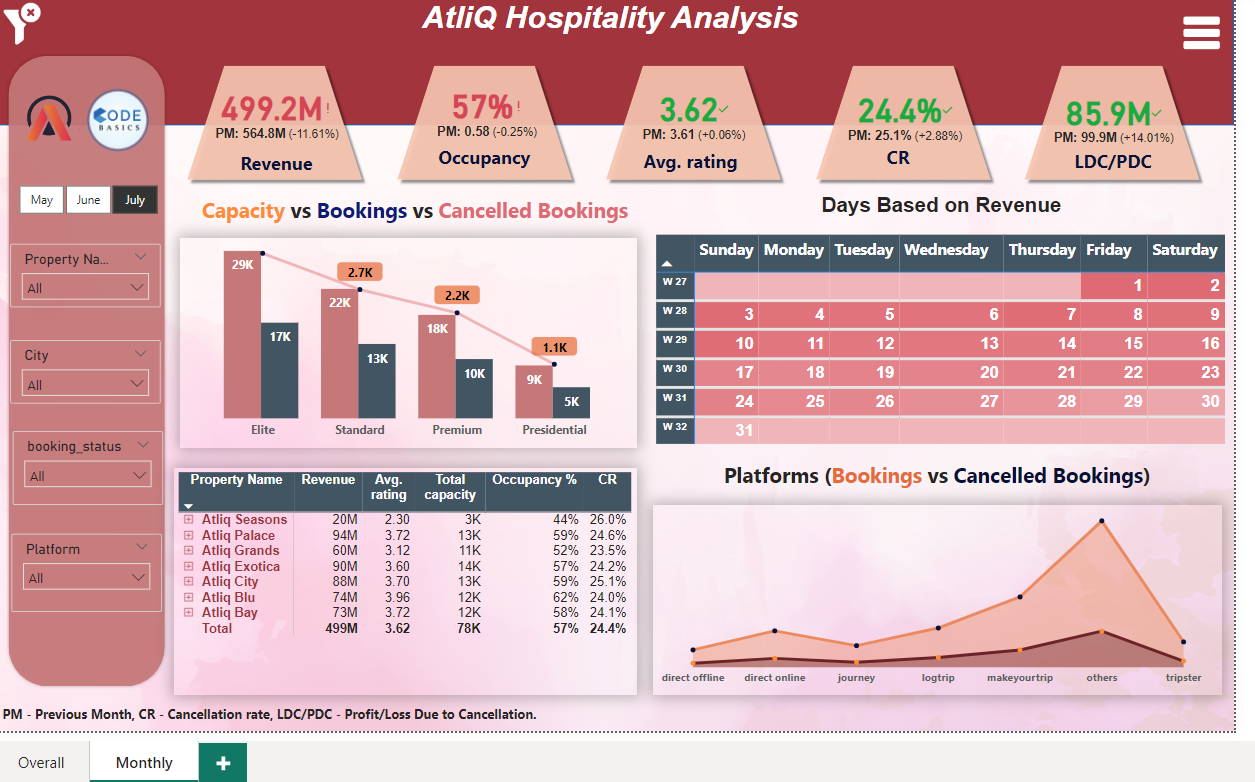 AtliQ Hospitality Analysis
CODE
BASICS
499.2M!
PM: 564.8M (-11.61%)
Revenue
57%!
PM: 0.58 (-0.25%)
Occupancy
3.62✓
PM: 3.61 (+0.06%)
Avg. rating
24.4%✓
PM: 25.1% (+2.88%)
CR
85.9M✓
PM: 99.9M (+14.01%)
LDC/PDC
May June July
Property Na...
All
City
All
booking_status
All
Platform
All
Capacity vs Bookings vs Cancelled Bookings
29K
17K
2.7K
22K
13K
2.2K
18K
10K
1.1K
9K
5K
Elite Standard Premium Presidential
Days Based on Revenue
Sunday Monday Tuesday Wednesday Thursday Friday Saturday
W 27 1 2
W 28 3 4 5 6 7 8 9
W 29 10 11 12 13 14 15 16
W 30 17 18 19 20 21 22 23
W 31 24 25 26 27 28 29 30
W 32 31
Property Name Revenue Avg. rating Total capacity Occupancy % CR
Atliq Seasons 20M 2.30 3K 44% 26.0%
Atliq Palace 94M 3.72 13K 59% 24.6%
Atliq Grands 60M 3.12 11K 52% 23.5%
Atliq Exotica 90M 3.60 14K 57% 24.2%
Atliq City 88M 3.70 13K 59% 25.1%
Atliq Blu 74M 3.96 12K 62% 24.0%
Atliq Bay 73M 3.72 12K 58% 24.1%
Total 499M 3.62 78K 57% 24.4%
Platforms (Bookings vs Cancelled Bookings)
direct offline direct online journey logtrip makeyourtrip others tripster
PM - Previous Month, CR - Cancellation rate, LDC/PDC - Profit/Loss Due to Cancellation.
Overall Monthly +